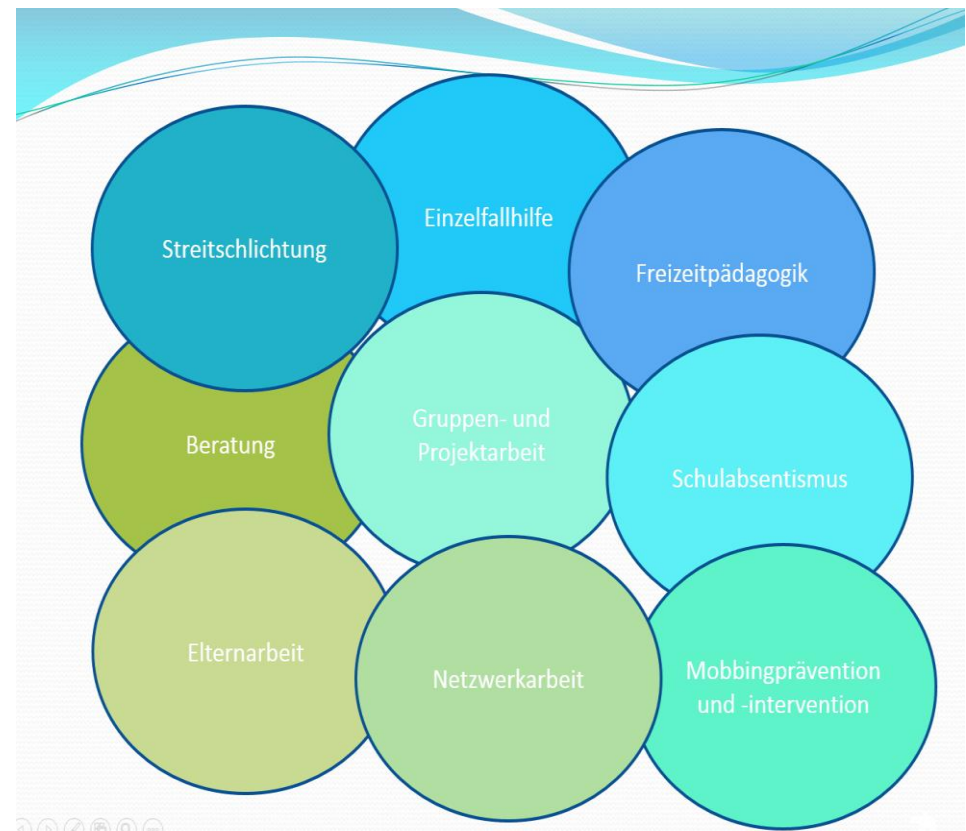 Einzelfallhilfe
Streitschlichtung
Freizeitpädagogik
Gruppen- und
Projektarbeit
Beratung
Schulabsentismus
Elternarbeit
Netzwerkarbeit
Mobbingprävention
und -intervention